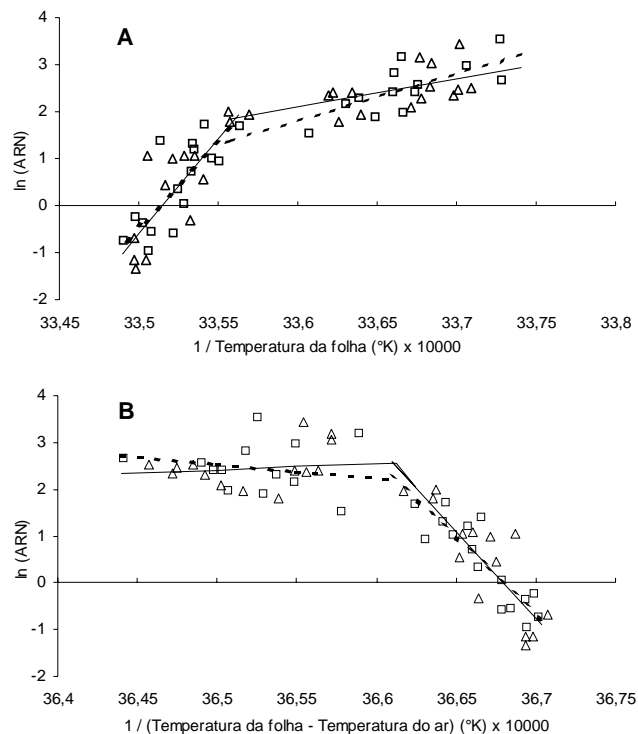 A
ln (ARN)
4
3
2
1
0
-1
-2
33,45 33,5 33,55 33,6 33,65 33,7 33,75 33,8
1 / Temperatura da folha (°K) x 10000
B
ln (ARN)
4
3
2
1
0
-1
-2
36,4 36,45 36,5 36,55 36,6 36,65 36,7 36,75
1 / (Temperatura da folha - Temperatura do ar) (°K) x 10000